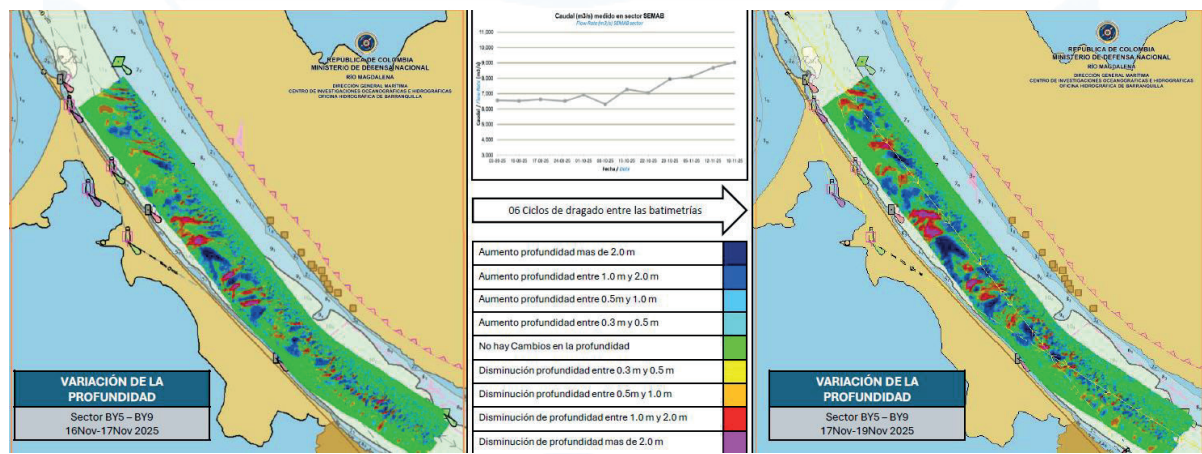 REPUBLICA DE COLOMBIA
MINISTERIO DE DEFENSA NACIONAL
RÍO MAGDALENA
DIRECCIÓN GENERAL MARÍTIMA
CENTRO DE INVESTIGACIONES OCEANOGRÁFICAS E HIDROGRÁFICAS
OFICINA HIDROGRÁFICA DE BARRANQUILLA
VARIACIÓN DE LA
PROFUNDIDAD
Sector BY5 – BY9
16Nov-17Nov 2025
Caudal (m3/s) medido en sector SEMAB
Flow Rate (m3/s) SEMAB sector
Caudal / Flow Rate (m3/s)
11.000
10.000
9.000
8.000
7.000
6.000
5.000
4.000
3.000
fecha / date
06 Ciclos de dragado entre las batimetrías
Aumento profundidad mas de 2.0 m
Aumento profundidad entre 1.0 m y 2.0 m
Aumento profundidad entre 0.5m y 1.0 m
Aumento profundidad entre 0.3 m y 0.5 m
No hay Cambios en la profundidad
Disminución profundidad entre 0.3 m y 0.5 m
Disminución profundidad entre 0.5m y 1.0 m
Disminución de profundidad entre 1.0 m y 2.0 m
Disminución de profundidad mas de 2.0 m
REPUBLICA DE COLOMBIA
MINISTERIO DE DEFENSA NACIONAL
RÍO MAGDALENA
DIRECCIÓN GENERAL MARÍTIMA
CENTRO DE INVESTIGACIONES OCEANOGRÁFICAS E HIDROGRÁFICAS
OFICINA HIDROGRÁFICA DE BARRANQUILLA
VARIACIÓN DE LA
PROFUNDIDAD
Sector BY5 – BY9
17Nov-19Nov 2025